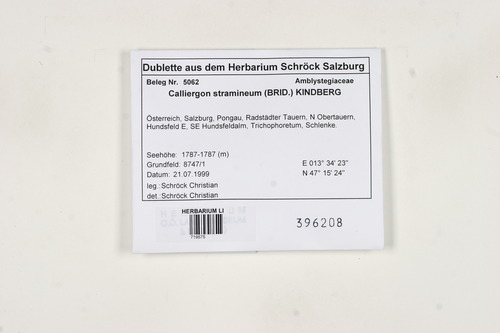 Dublette aus dem Herbarium Schröck Salzburg
Beleg Nr. 5062 Amblystegiaceae
Calliergon stramineum (BRID.) KINDBERG
Österreich, Salzburg, Pongau, Radstädter Tauern, N Obertauern,
Hundsfeld E, SE Hundsfeldalm, Trichophoretum, Schlenke.
Seehöhe: 1787-1787 (m)
Grundfeld: 8747/1 E 013° 34' 23"
Datum: 21.07.1999 N 47° 15' 24"
leg.:Schröck Christian
det.:Schröck Christian
HERBARIUM LI
396208